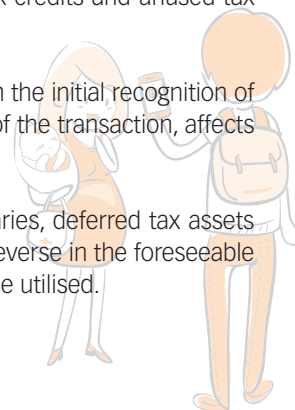 credits and unused tax
the initial recognition of
of the transaction, affects
aries, deferred tax assets
everse in the foreseeable
e utilised.